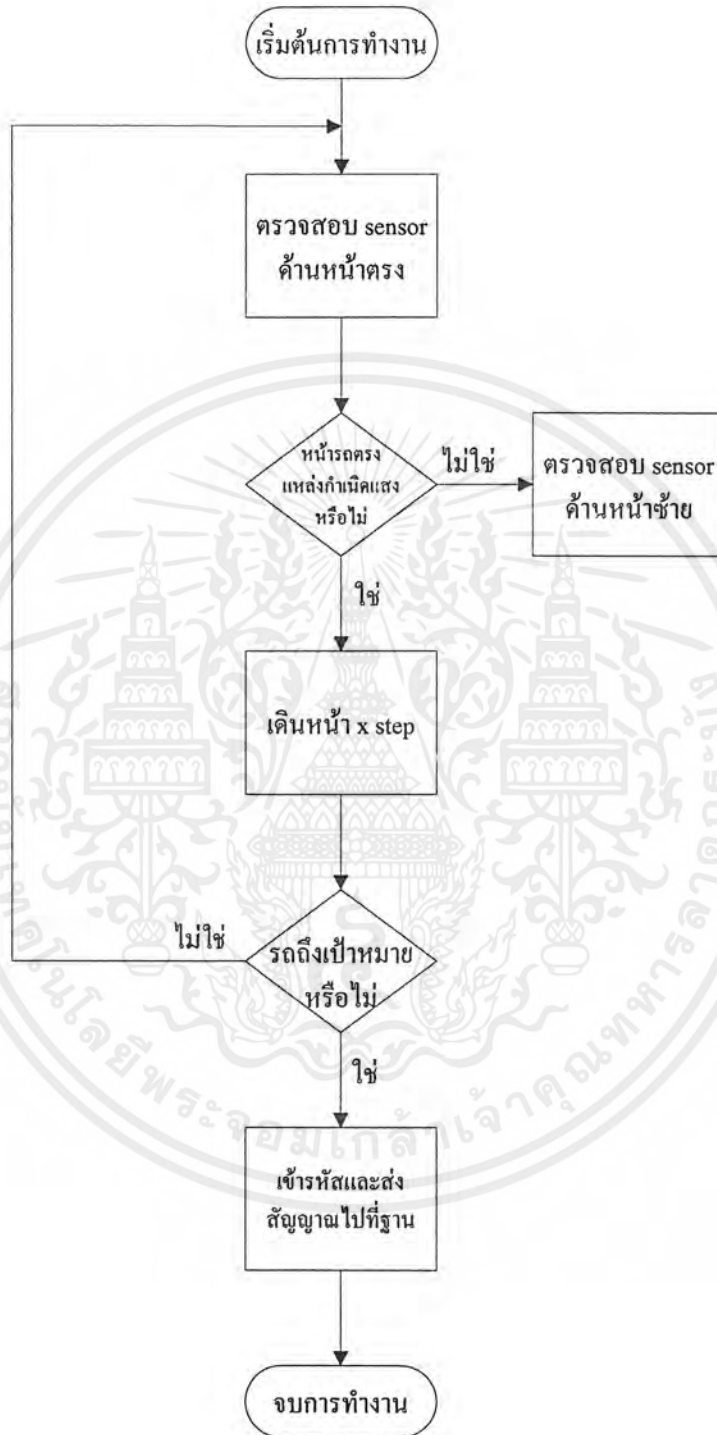 เริ่มต้นการทำงาน
ตรวจสอบ sensor
ด้านหน้าตรง
หน้ารถตรง
แหล่งกำเนิดแสง
หรือไม่
ไม่ใช่
ตรวจสอบ sensor
ด้านหน้าซ้าย
ใช่
เดินหน้า x step
ไม่ใช่
รถถึงเป้าหมาย
หรือไม่
ใช่
เข้ารหัสและส่ง
สัญญาณไปที่ฐาน
จบการทำงาน